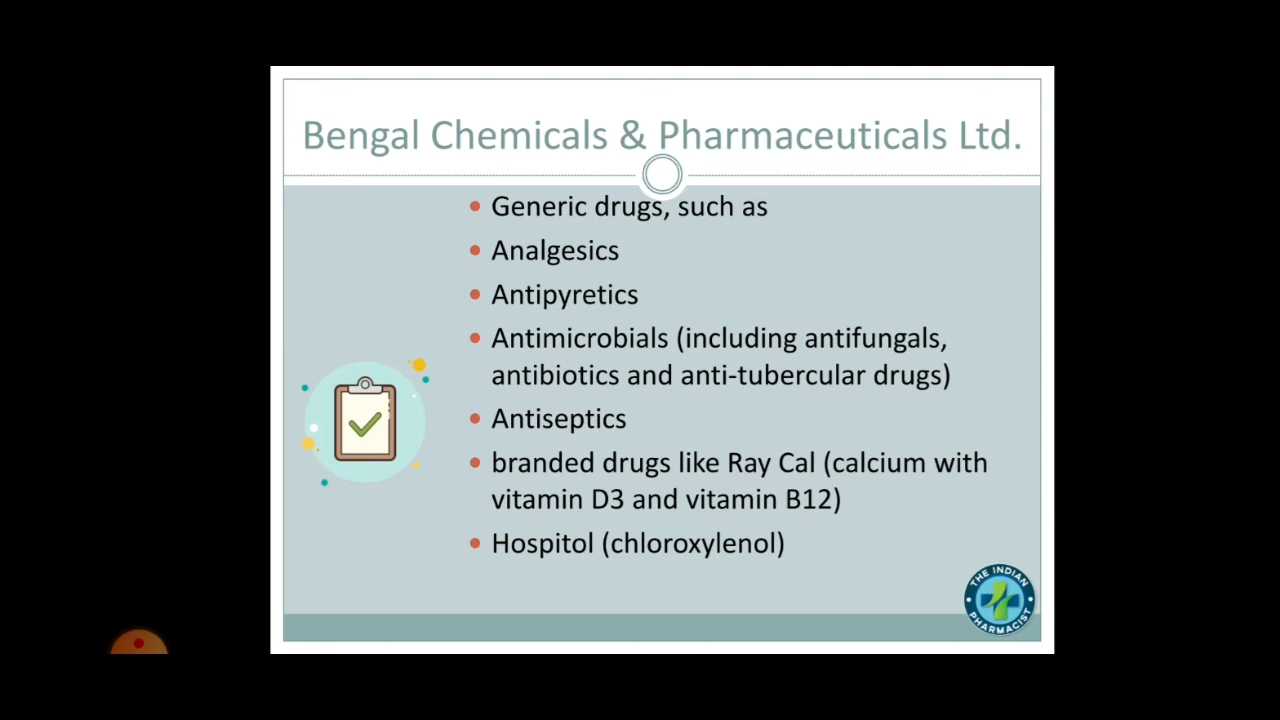 Bengal Chemicals & Pharmaceuticals Ltd.
• Generic drugs, such as
• Analgesics
• Antipyretics
• Antimicrobials (including antifungals,
antibiotics and anti-tubercular drugs)
• Antiseptics
• branded drugs like Ray Cal (calcium with
vitamin D3 and vitamin B12)
• Hospitol (chloroxylenol)
THE INDIAN
PHARMACIST